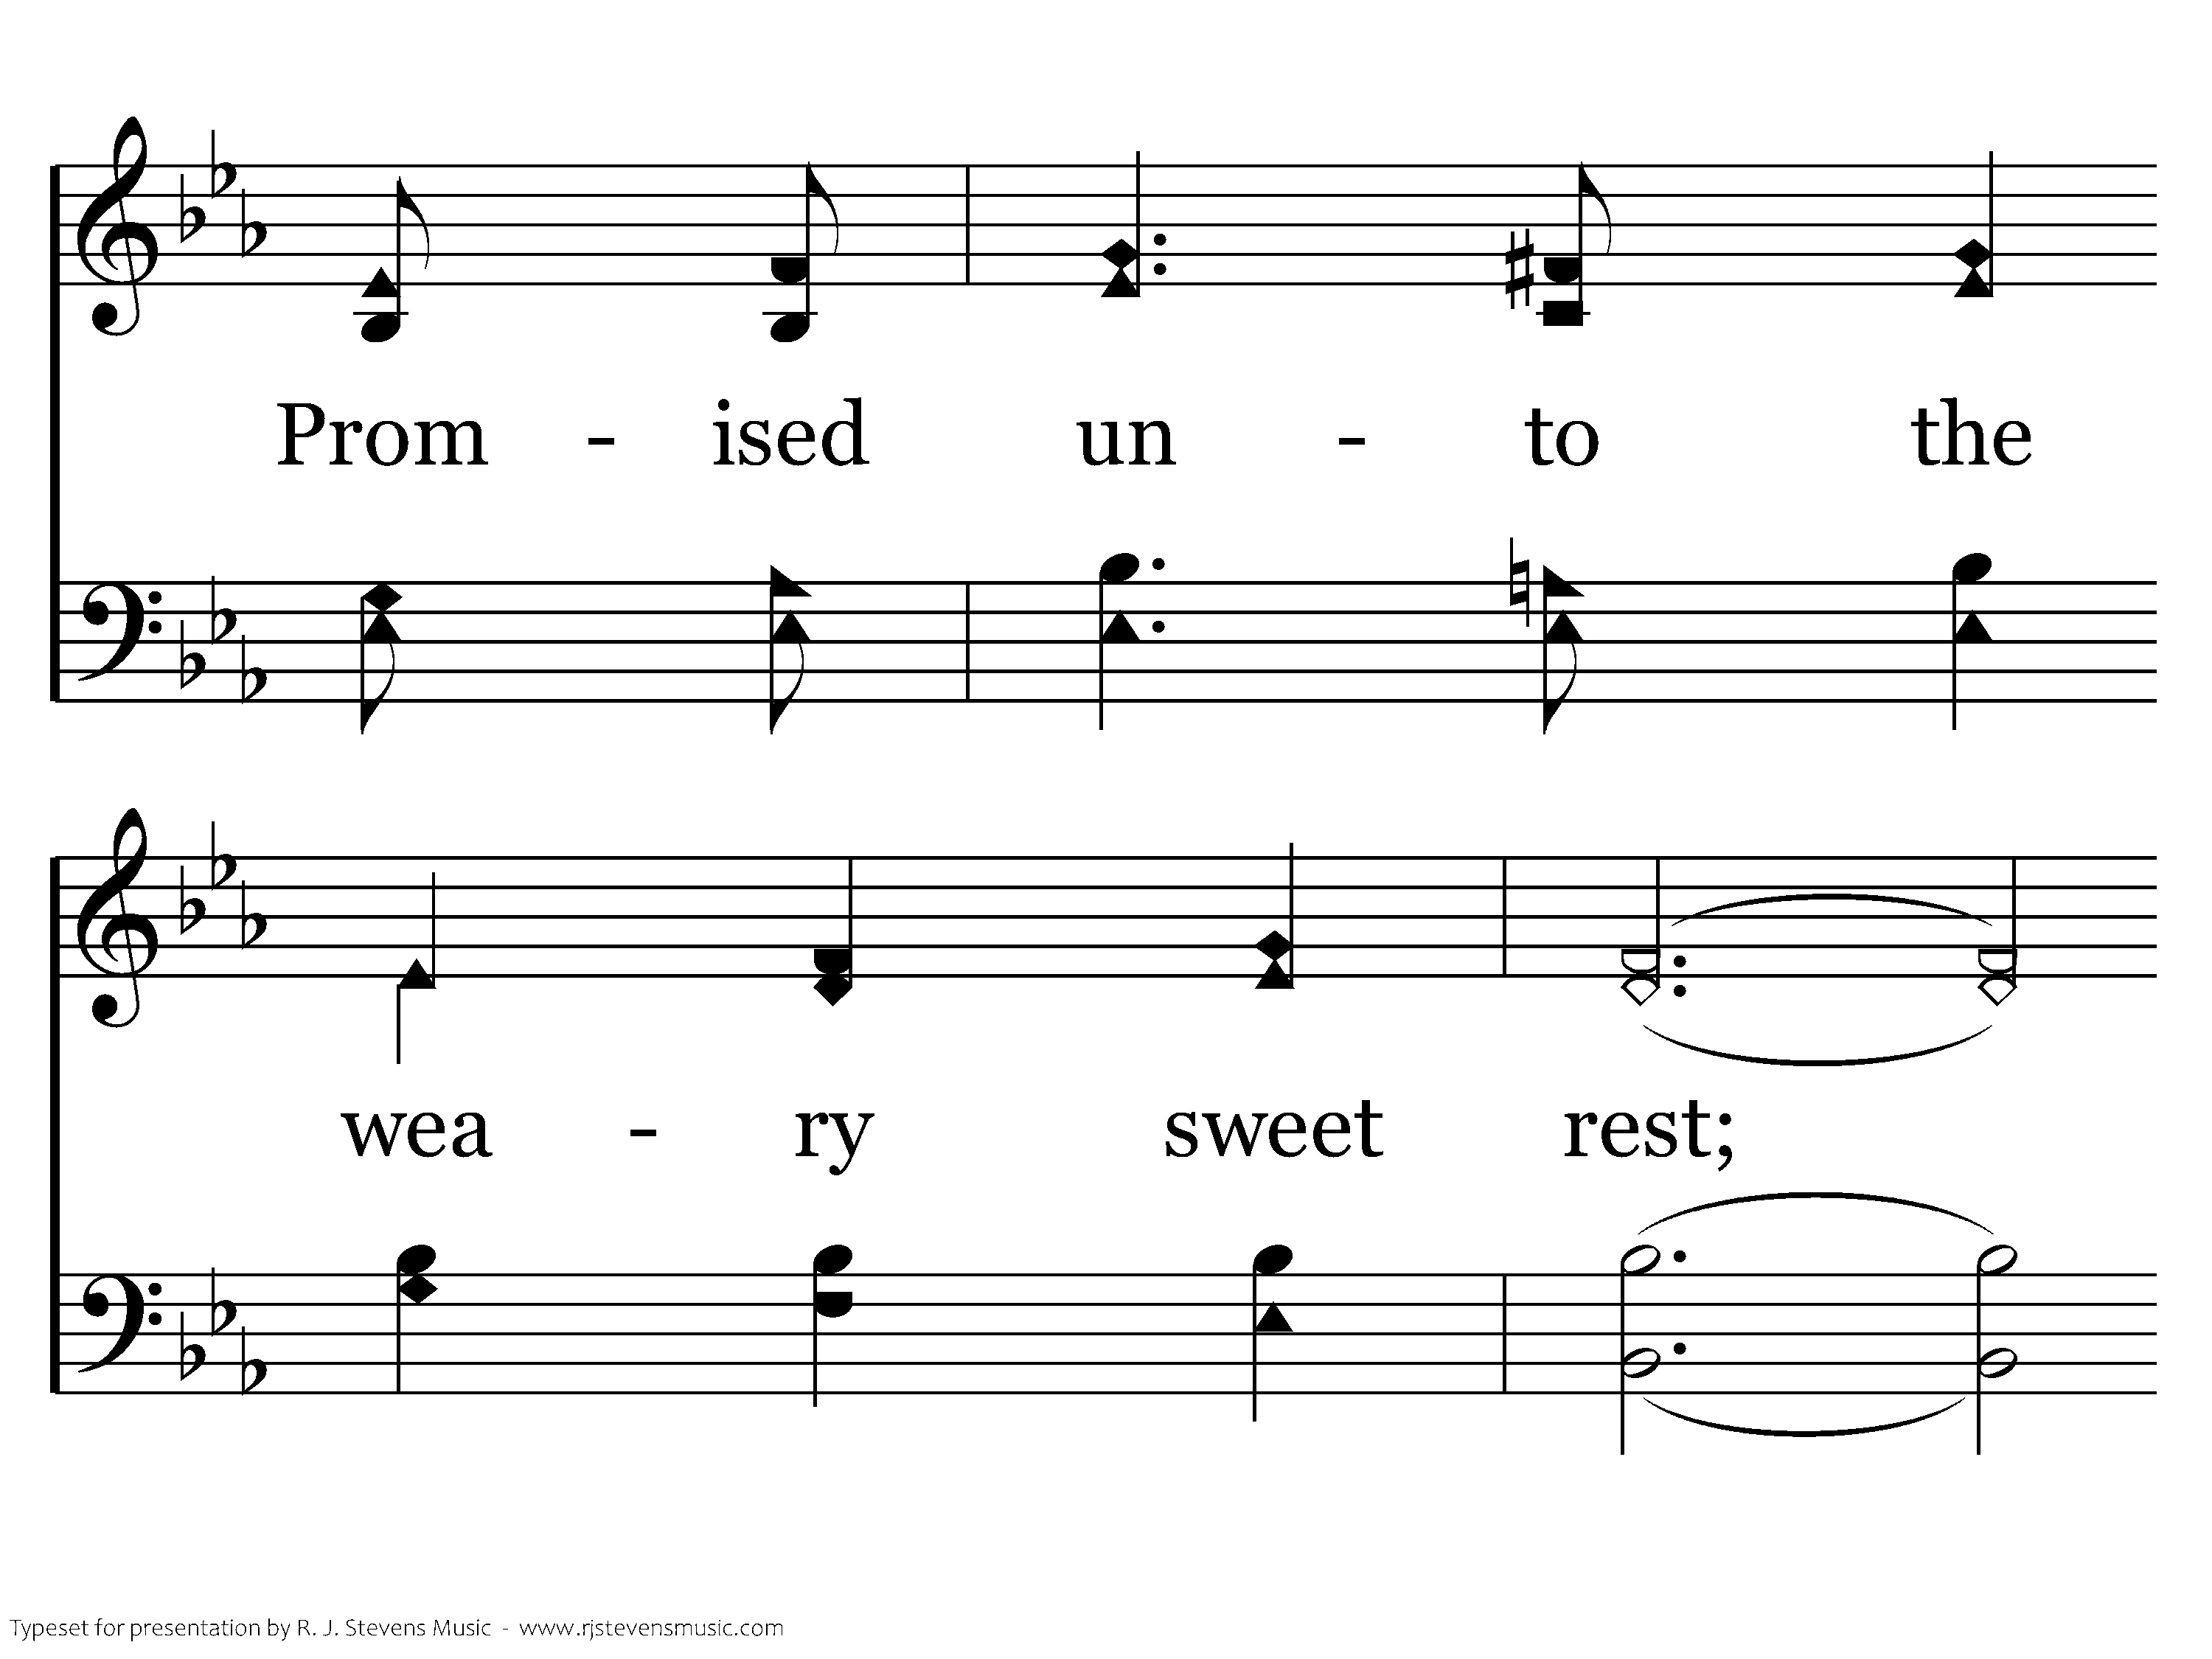 Prom - ised un - to the
wea - ry sweet rest;
Typeset for presentation by R. J. Stevens Music - www.rjstevensmusic.com